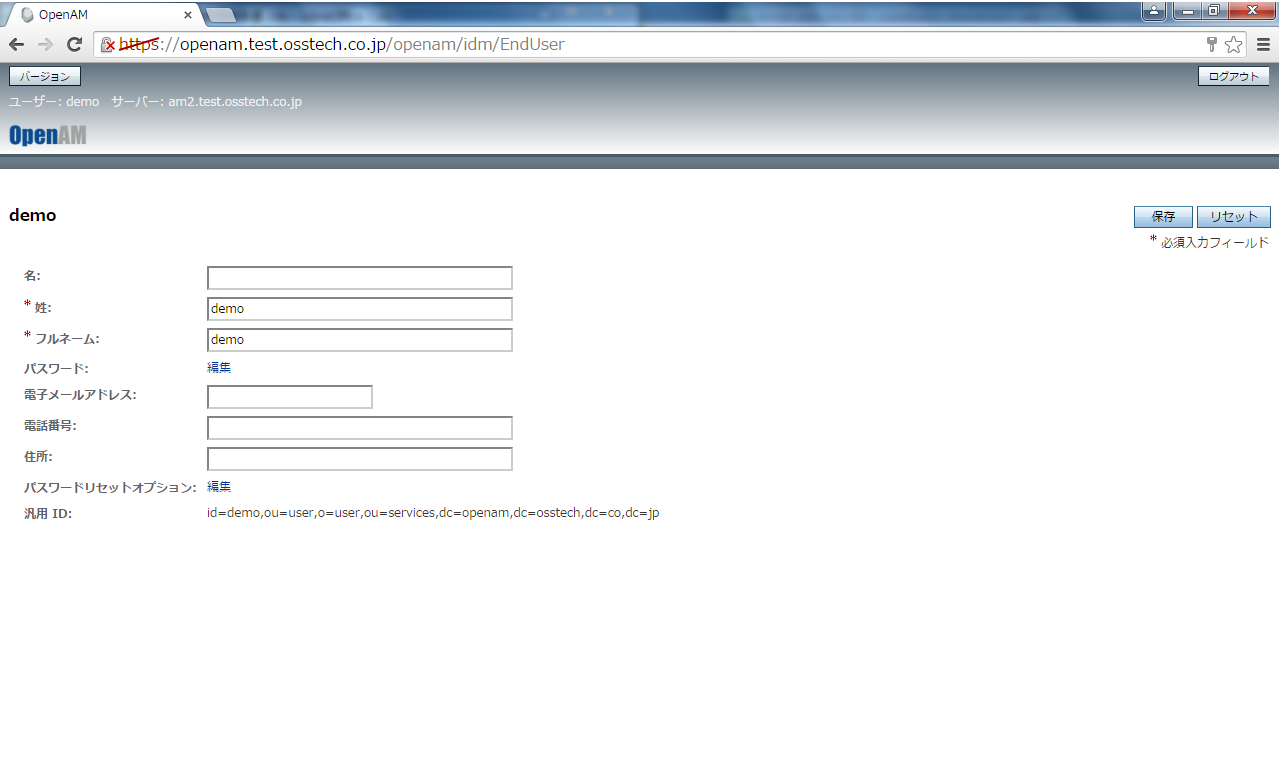 OpenAM
https://openam.test.osstech.co.jp/openam/idm/EndUser
バージョン
ログアウト
ユーザー: demo サーバー: am2.test.osstech.co.jp
OpenAM
demo
保存 リセット
* 必須入力フィールド
名:
* 姓: demo
* フルネーム: demo
パスワード: 編集
電子メールアドレス:
電話番号:
住所:
パスワードリセットオプション: 編集
汎用 ID: id=demo,ou=user,o=user,ou=services,dc=openam,dc=osstech,dc=co,dc=jp